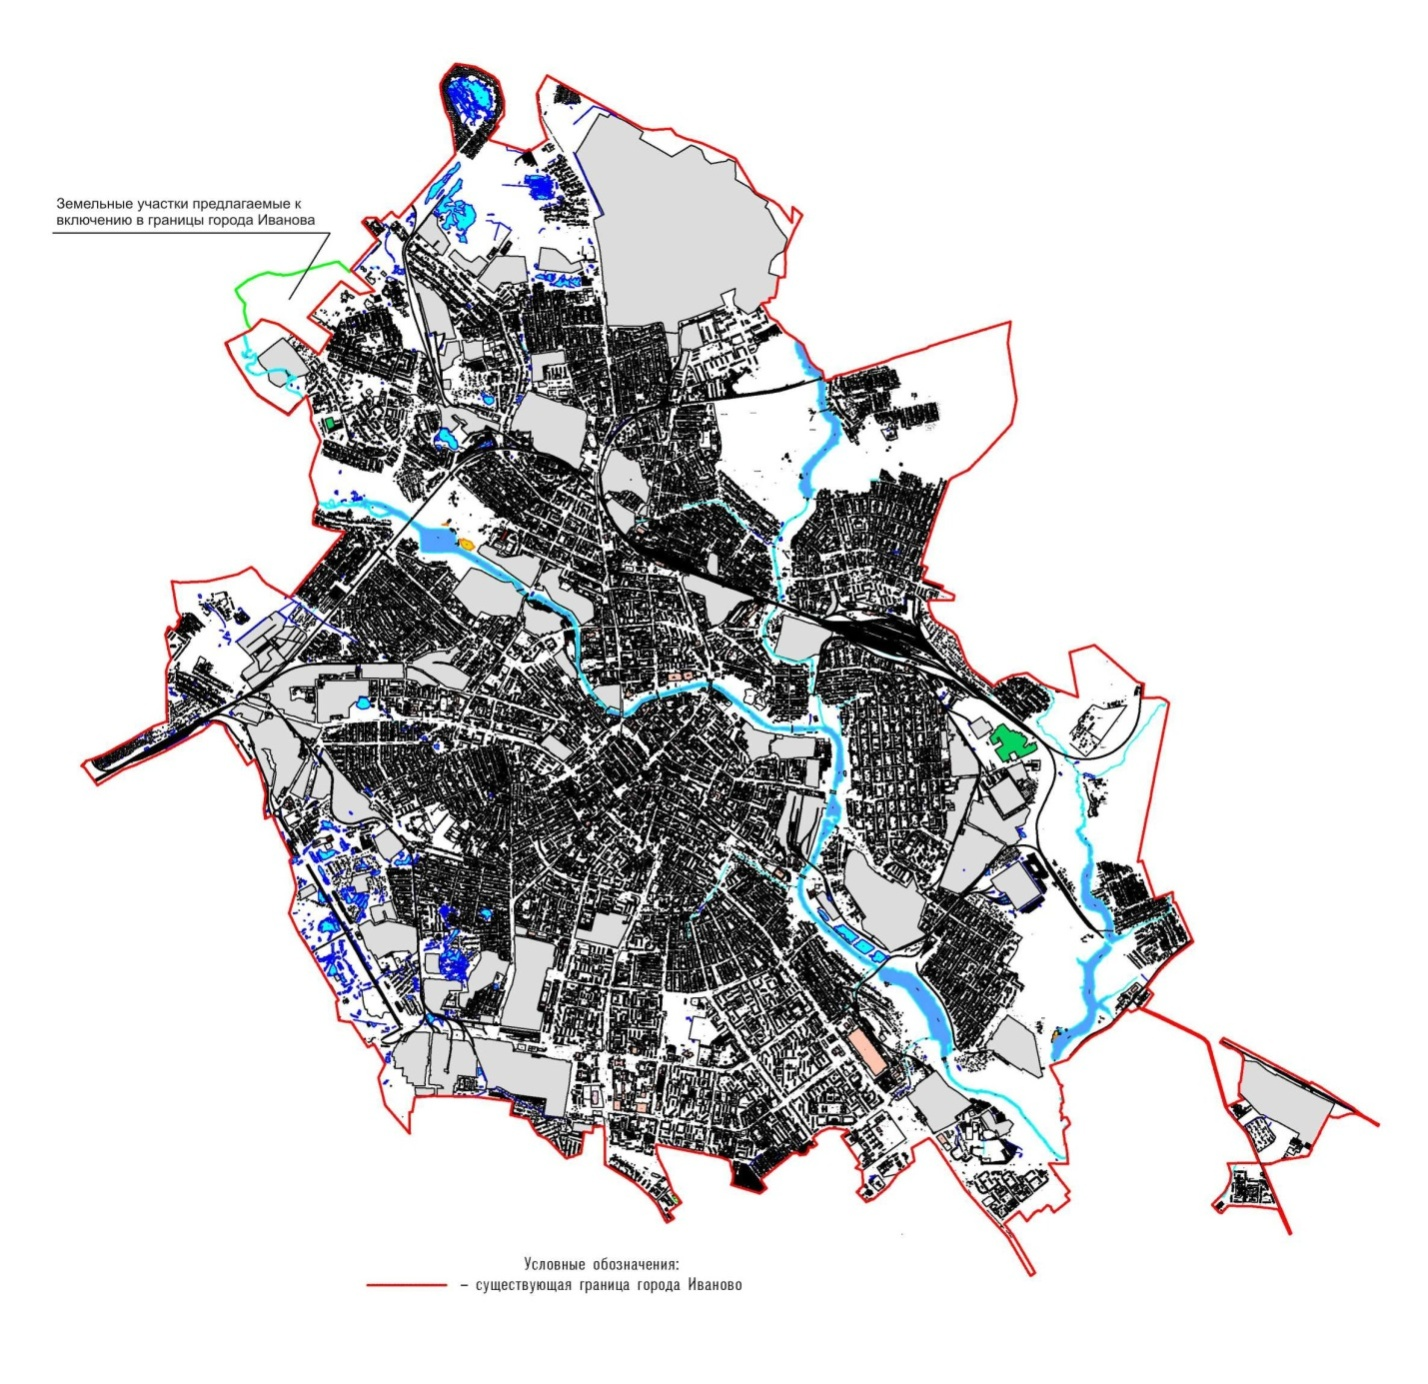 Земельные участки предлагаемые к
включению в границы города Иванова
Условные обозначения:
– существующая граница города Иваново